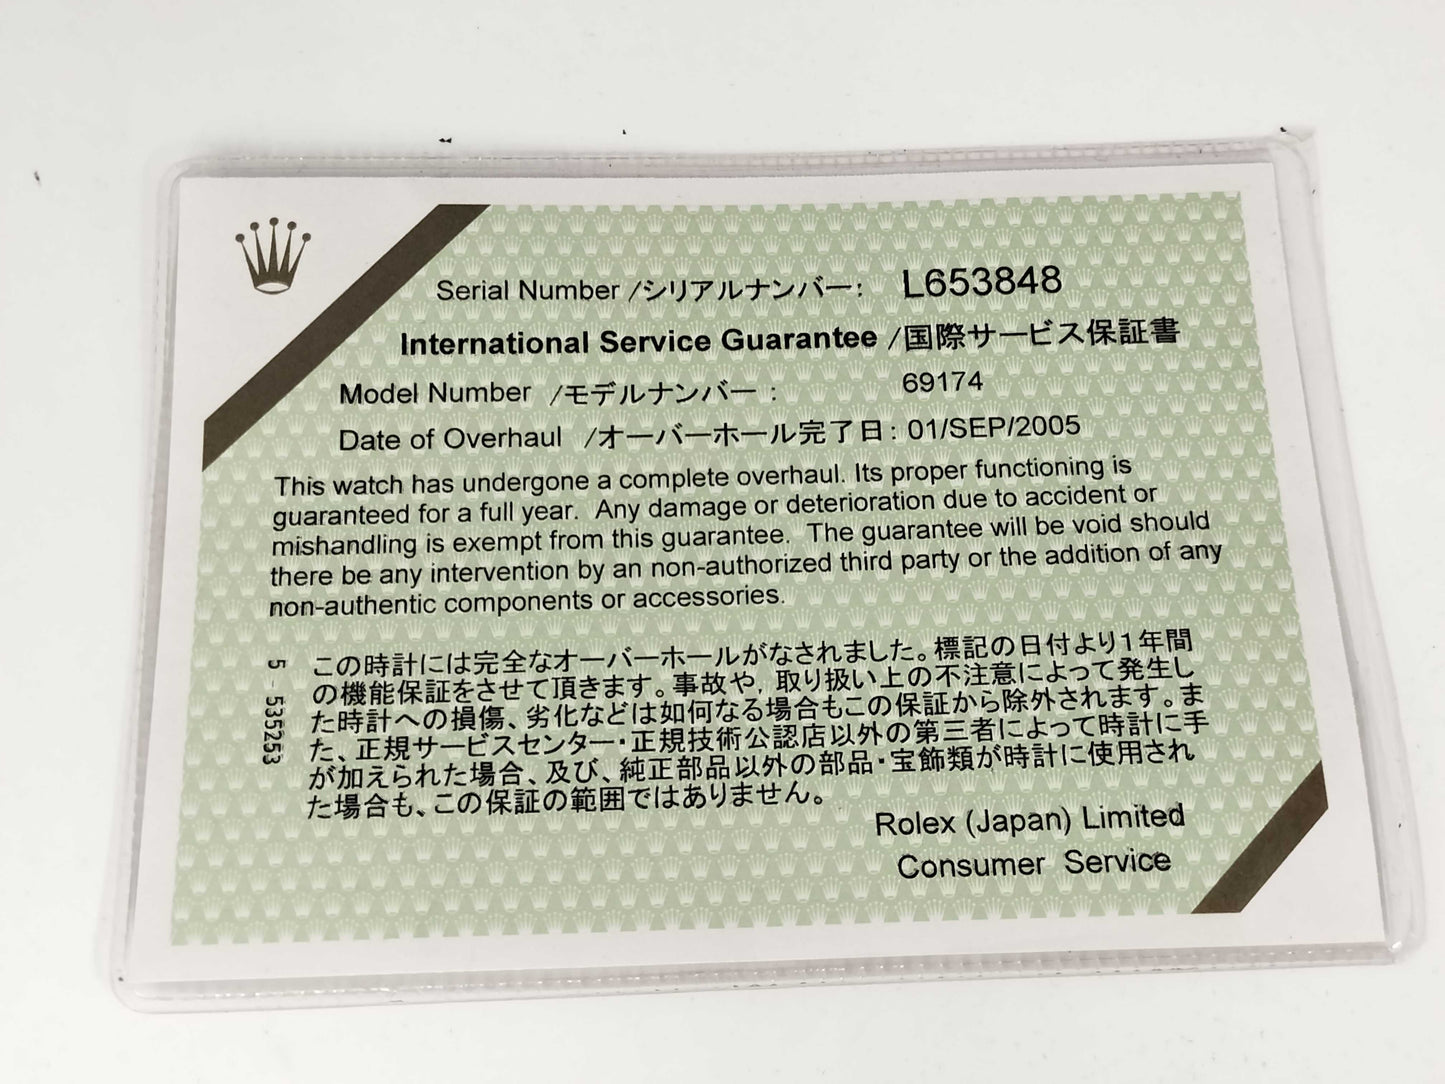 Serial Number /シリアルナンバー: L653848
International Service Guarantee /国際サービス保証書
Model Number /モデルナンバー : 69174
Date of Overhaul /オーバーホール完了日: 01/SEP/2005
This watch has undergone a complete overhaul. Its proper functioning is
guaranteed for a full year. Any damage or deterioration due to accident or
mishandling is exempt from this guarantee. The guarantee will be void should
there be any intervention by an non-authorized third party or the addition of any
non-authentic components or accessories.
この時計には完全なオーバーホールがなされました。標記の日付より1年間
の機能保証をさせて頂きます。事故や, 取り扱い上の不注意によって発生し
た時計への損傷、劣化などは如何なる場合もこの保証から除外されます。ま
た、正規サービスセンター・正規技術公認店以外の第三者によって時計に手
が加えられた場合、及び、純正部品以外の部品・宝飾類が時計に使用され
た場合も、この保証の範囲ではありません。
5 - 535253
Rolex (Japan) Limited
Consumer Service